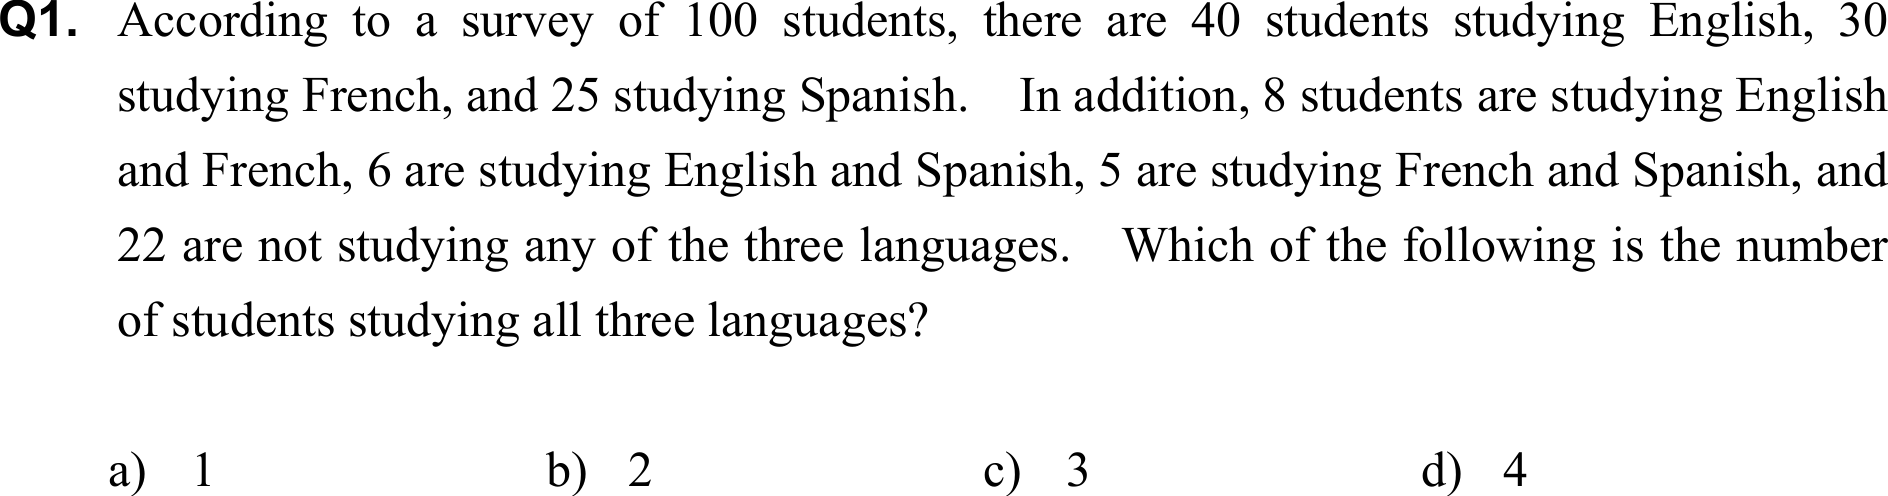 Q1. According to a survey of 100 students, there are 40 students studying English, 30
studying French, and 25 studying Spanish. In addition, 8 students are studying English
and French, 6 are studying English and Spanish, 5 are studying French and Spanish, and
22 are not studying any of the three languages. Which of the following is the number
of students studying all three languages?
a) 1 b) 2 c) 3 d) 4